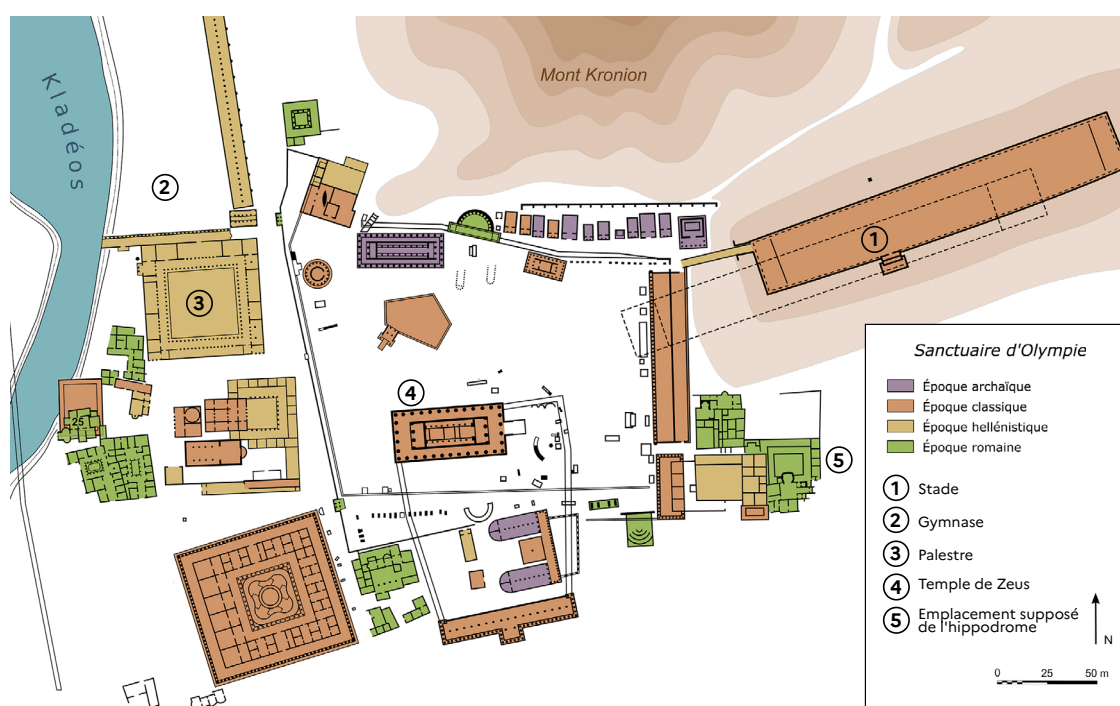 Mont Kronion
Kladéos
2
1
3
4
25
5
Sanctuaire d'Olympie
Époque archaïque
Époque classique
Époque hellénistique
Époque romaine
1 Stade
2 Gymnase
3 Palestre
4 Temple de Zeus
5 Emplacement supposé
de l'hippodrome
N
0 25 50 m